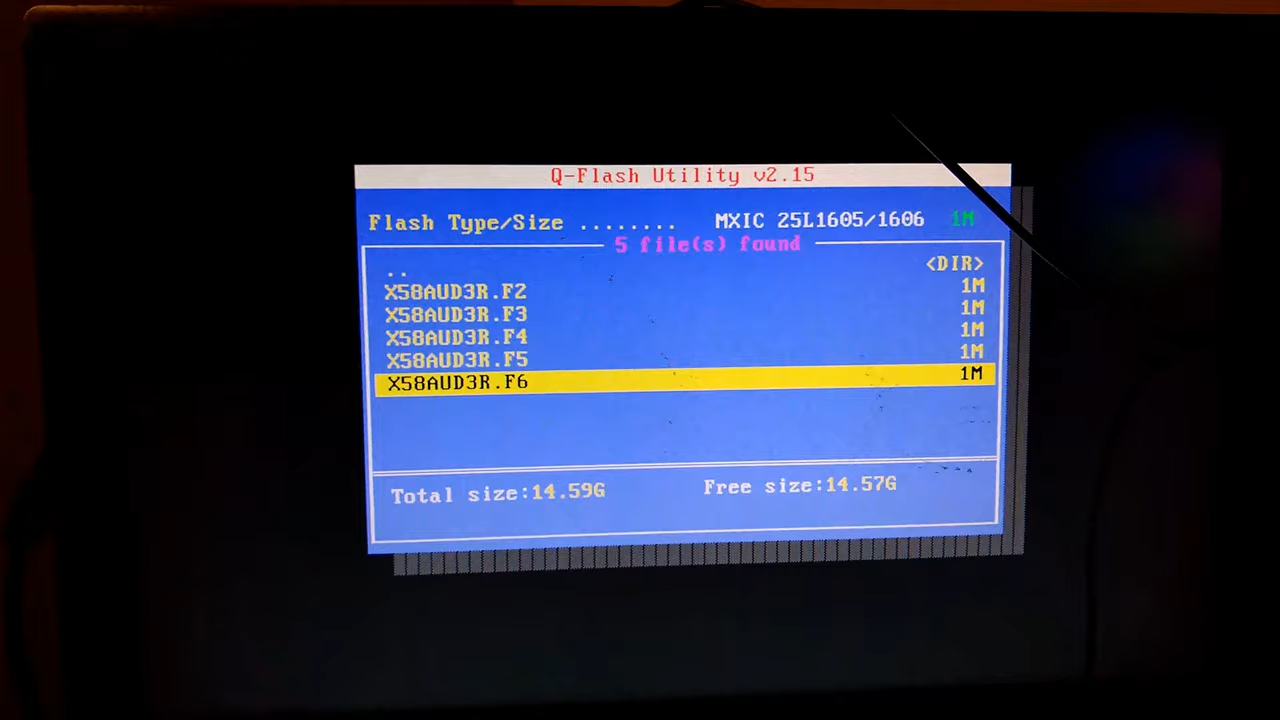 Q-Flash Utility v2.15
Flash Type/Size ........ MXIC 25L1605/1606 1M
5 file(s) found
.. <DIR>
X58AUD3R.F2 1M
X58AUD3R.F3 1M
X58AUD3R.F4 1M
X58AUD3R.F5 1M
X58AUD3R.F6 1M
Total size:14.59G Free size:14.57G